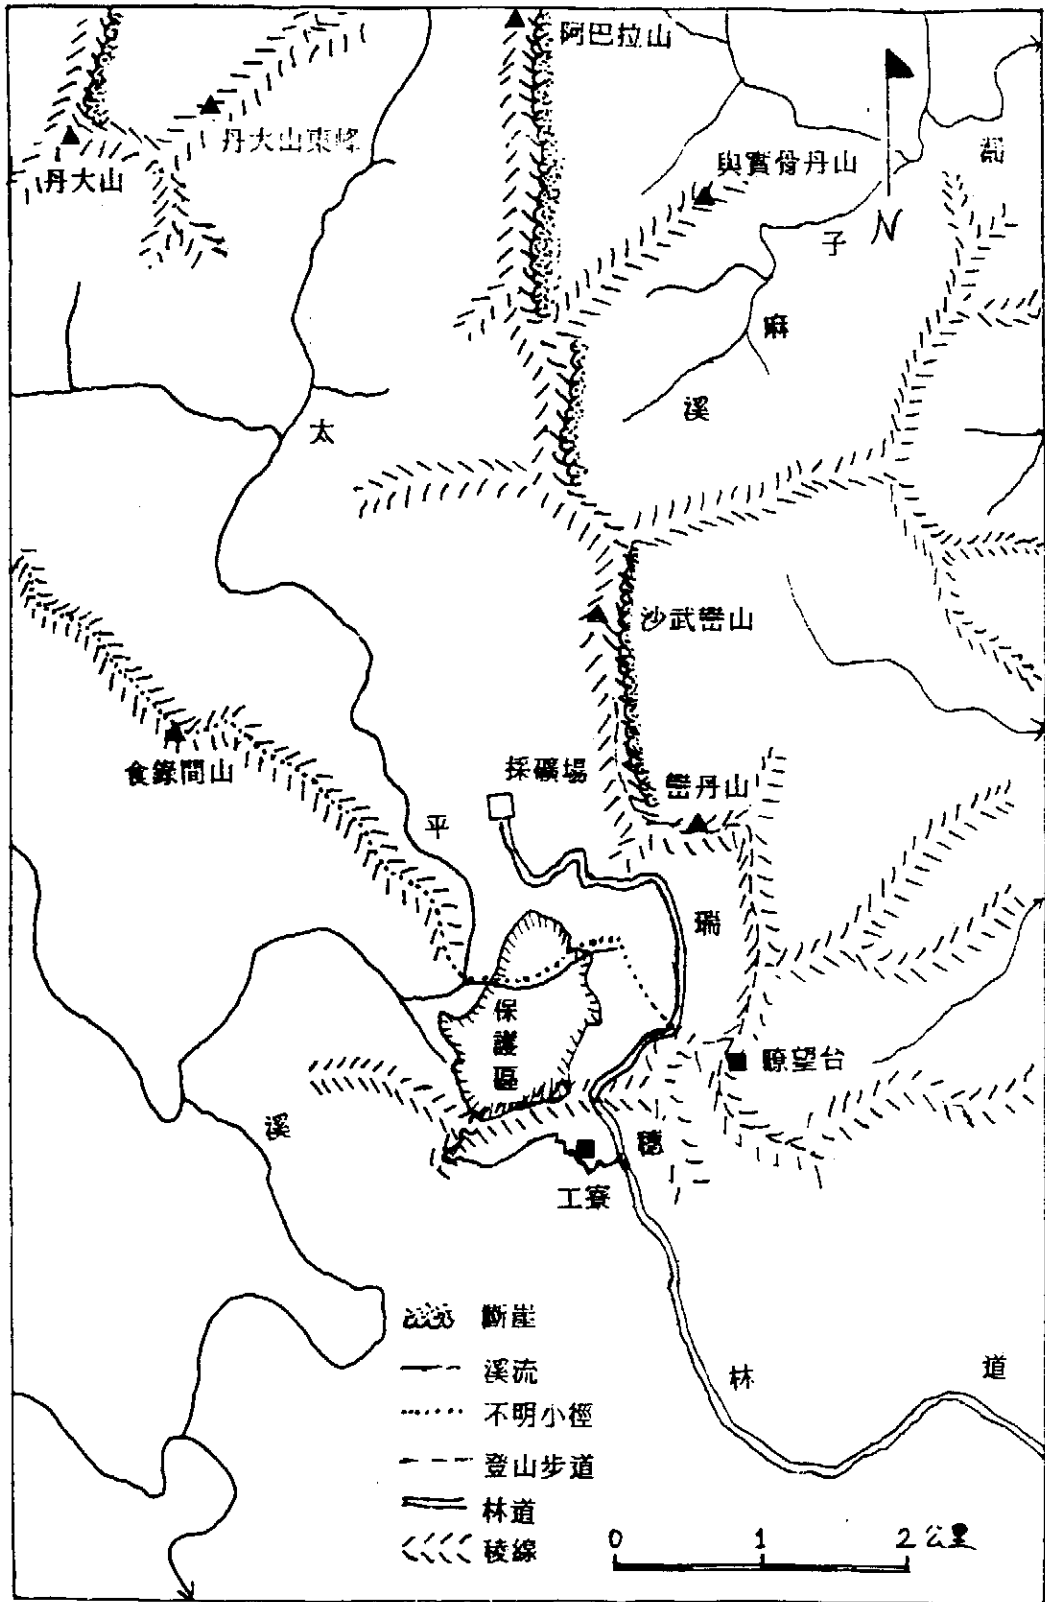 阿巴拉山
丹大山東峰
丹大山
與實骨丹山
N
馬
子
麻
溪
太
平
溪
沙武巒山
食祿間山
採礦場
巒丹山
瑞
穗
林
道
保
護
區
瞭望台
工寮
斷崖
溪流
不明小徑
登山步道
林道
稜線
0 1 2 公里